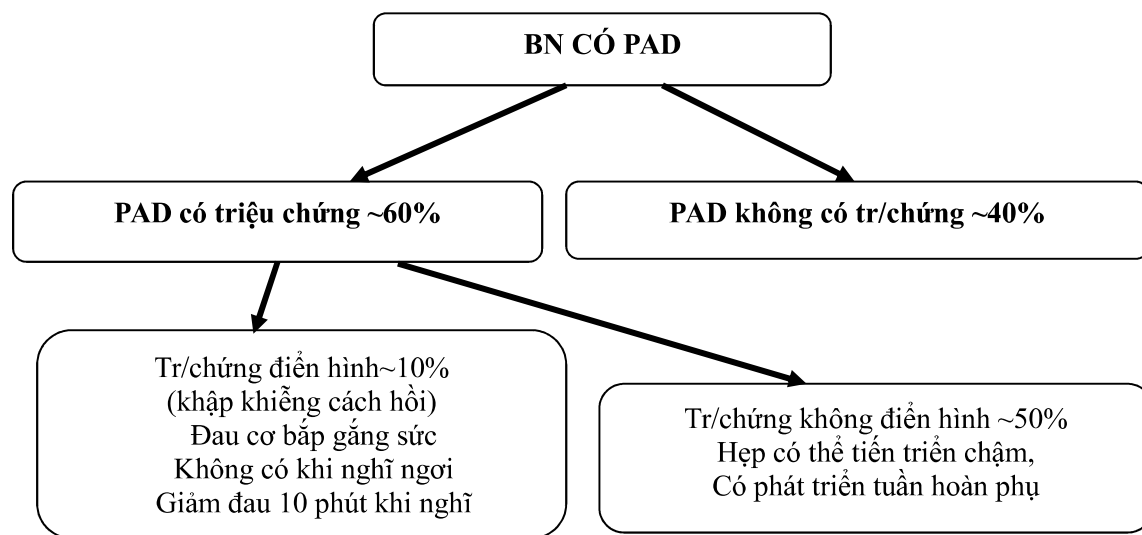 BN CÓ PAD
PAD có triệu chứng ~60%
PAD không có tr/chứng ~40%
Tr/chứng điển hình~10%
(khập khiễng cách hồi)
Đau cơ bắp gắng sức
Không có khi nghĩ ngơi
Giảm đau 10 phút khi nghĩ
Tr/chứng không điển hình ~50%
Hẹp có thể tiến triển chậm,
Có phát triển tuần hoàn phụ